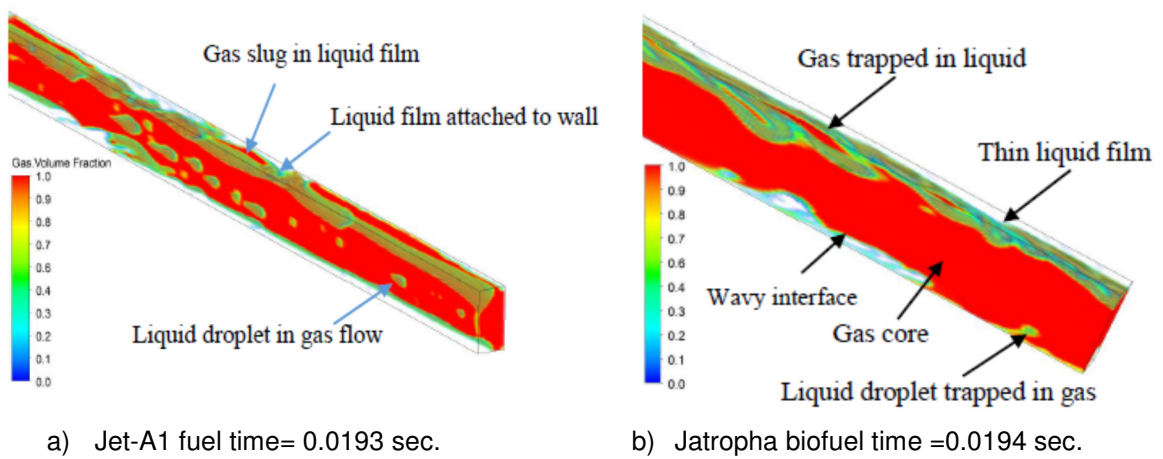 Gas slug in liquid film
Liquid film attached to wall
Gas Volume Fraction
1.0
0.9
0.8
0.7
0.6
0.5
0.4
0.3
0.2
0.1
0.0
Liquid droplet in gas flow
a) Jet-A1 fuel time= 0.0193 sec.
Gas trapped in liquid
Thin liquid film
1.0
0.9
0.8
0.7
0.6
0.5
0.4
0.3
0.2
0.1
0.0
Wavy interface
Gas core
Liquid droplet trapped in gas
b) Jatropha biofuel time =0.0194 sec.